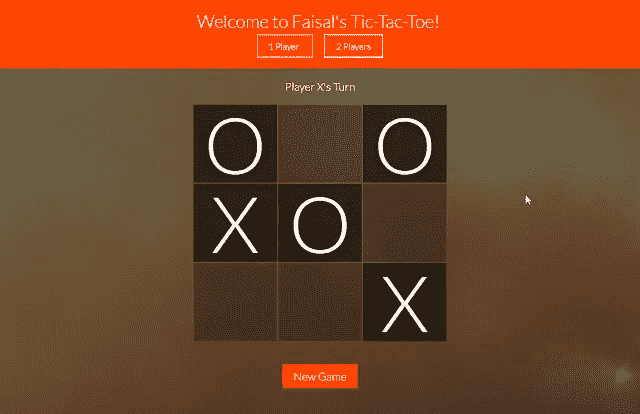 Welcome to Faisal's Tic-Tac-Toe!
1 Player 2 Players
Player X's Turn
O O
X O
X
New Game